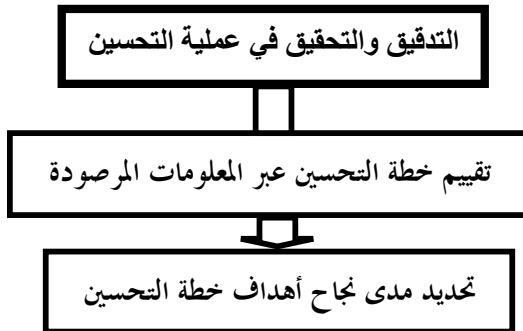 التدقيق والتحقيق في عملية التحسين
تقييم خطة التحسين عبر المعلومات المرصودة
تحديد مدى نجاح أهداف خطة التحسين